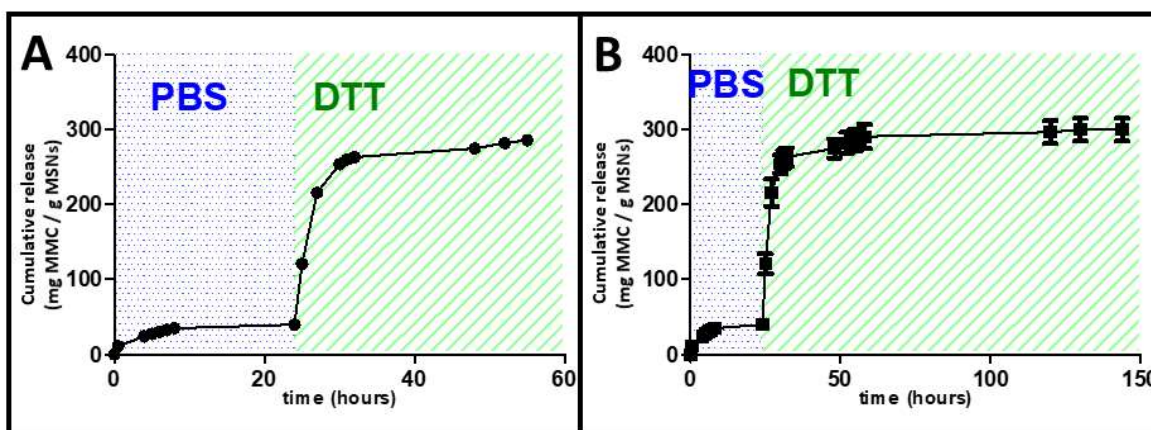 A
PBS
DTT
Cumulative release
(mg MMC / g MSNs)
400
300
200
100
0
0
20
40
60
time (hours)
B
PBS
DTT
Cumulative release
(mg MMC / g MSNs)
400
300
200
100
0
0
50
100
150
time (hours)